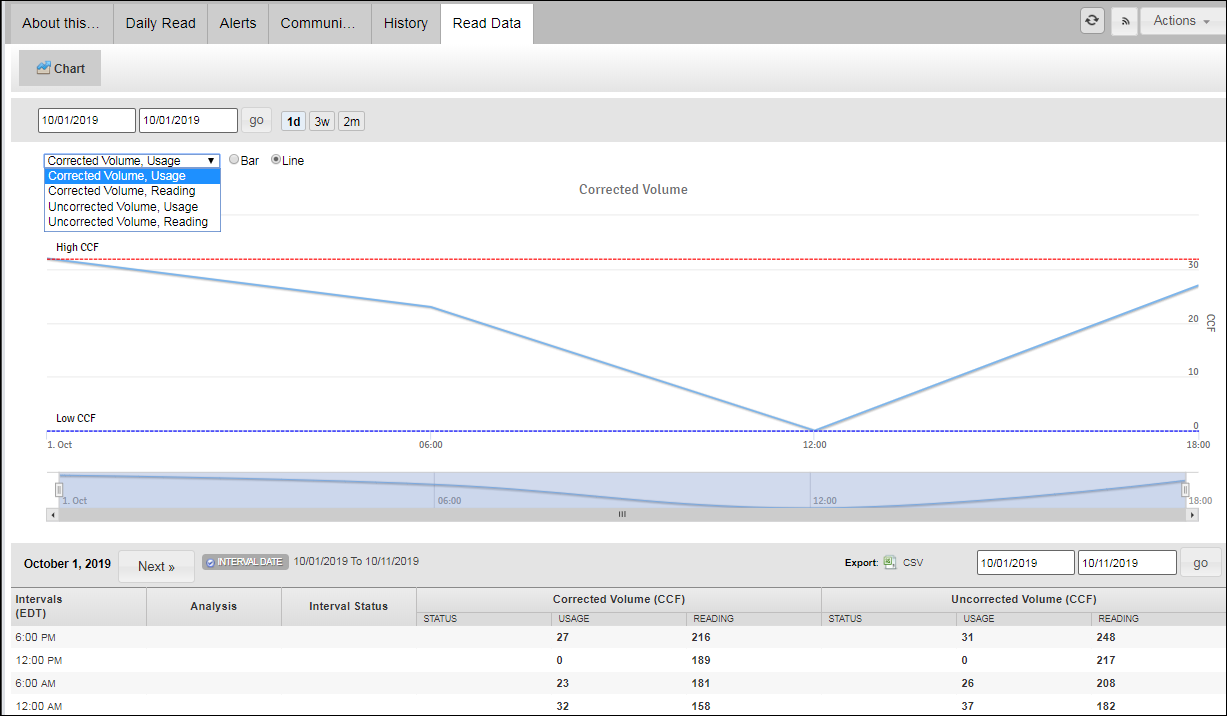 About this... Daily Read Alerts Communi... History Read Data Actions
Chart
10/01/2019 10/01/2019 go 1d 3w 2m
Corrected Volume, Usage Bar Line
Corrected Volume, Usage
Corrected Volume, Reading
Uncorrected Volume, Usage
Uncorrected Volume, Reading
Corrected Volume
High CCF
30
20
CCF
10
Low CCF
0
1. Oct 06:00 12:00 18:00
1. Oct 06:00 12:00 18:00
October 1, 2019 Next » INTERVAL DATE 10/01/2019 To 10/11/2019 Export: CSV 10/01/2019 10/11/2019 go
Intervals (EDT) Analysis Interval Status Corrected Volume (CCF) Uncorrected Volume (CCF)
STATUS USAGE READING STATUS USAGE READING
6:00 PM 27 216 31 248
12:00 PM 0 189 0 217
6:00 AM 23 181 26 208
12:00 AM 32 158 37 182